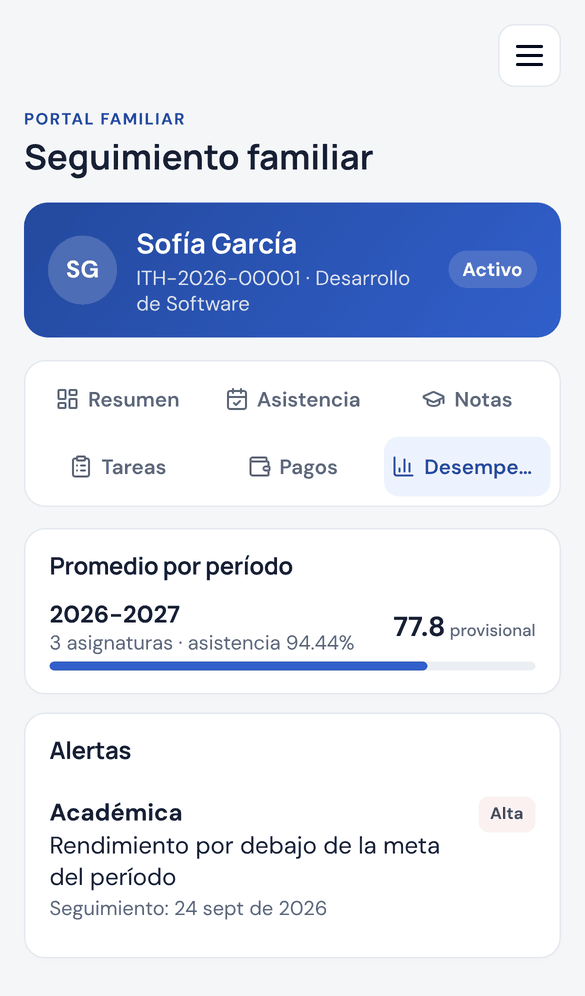 PORTAL FAMILIAR
Seguimiento familiar
SG
Sofía García
ITH-2026-00001 · Desarrollo
de Software
Activo
Resumen
Asistencia
Notas
Tareas
Pagos
Desempe...
Promedio por período
2026-2027
3 asignaturas · asistencia 94.44%
77.8 provisional
Alertas
Académica
Alta
Rendimiento por debajo de la meta
del período
Seguimiento: 24 sept de 2026